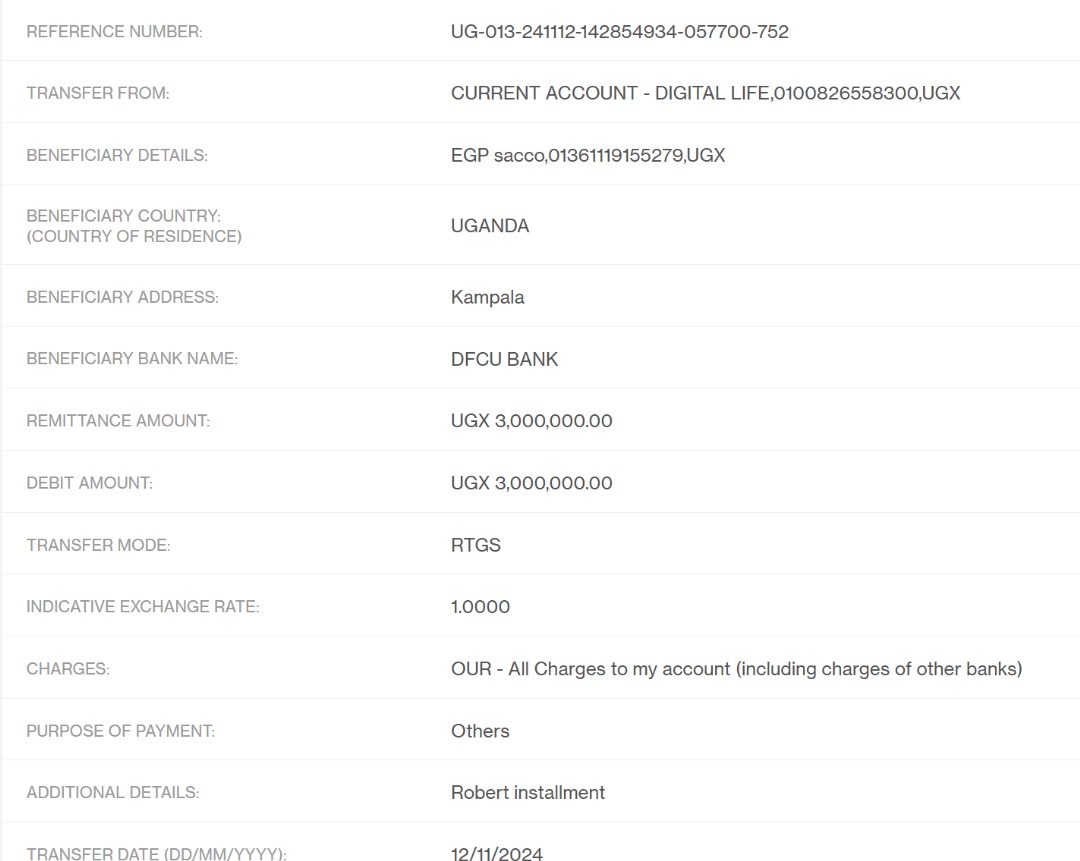 REFERENCE NUMBER: UG-013-241112-142854934-057700-752
TRANSFER FROM: CURRENT ACCOUNT - DIGITAL LIFE,0100826558300,UGX
BENEFICIARY DETAILS: EGP sacco,01361119155279,UGX
BENEFICIARY COUNTRY:
(COUNTRY OF RESIDENCE) UGANDA
BENEFICIARY ADDRESS: Kampala
BENEFICIARY BANK NAME: DFCU BANK
REMITTANCE AMOUNT: UGX 3,000,000.00
DEBIT AMOUNT: UGX 3,000,000.00
TRANSFER MODE: RTGS
INDICATIVE EXCHANGE RATE: 1.0000
CHARGES: OUR - All Charges to my account (including charges of other banks)
PURPOSE OF PAYMENT: Others
ADDITIONAL DETAILS: Robert installment
TRANSFER DATE (DD/MM/YYYY): 12/11/2024